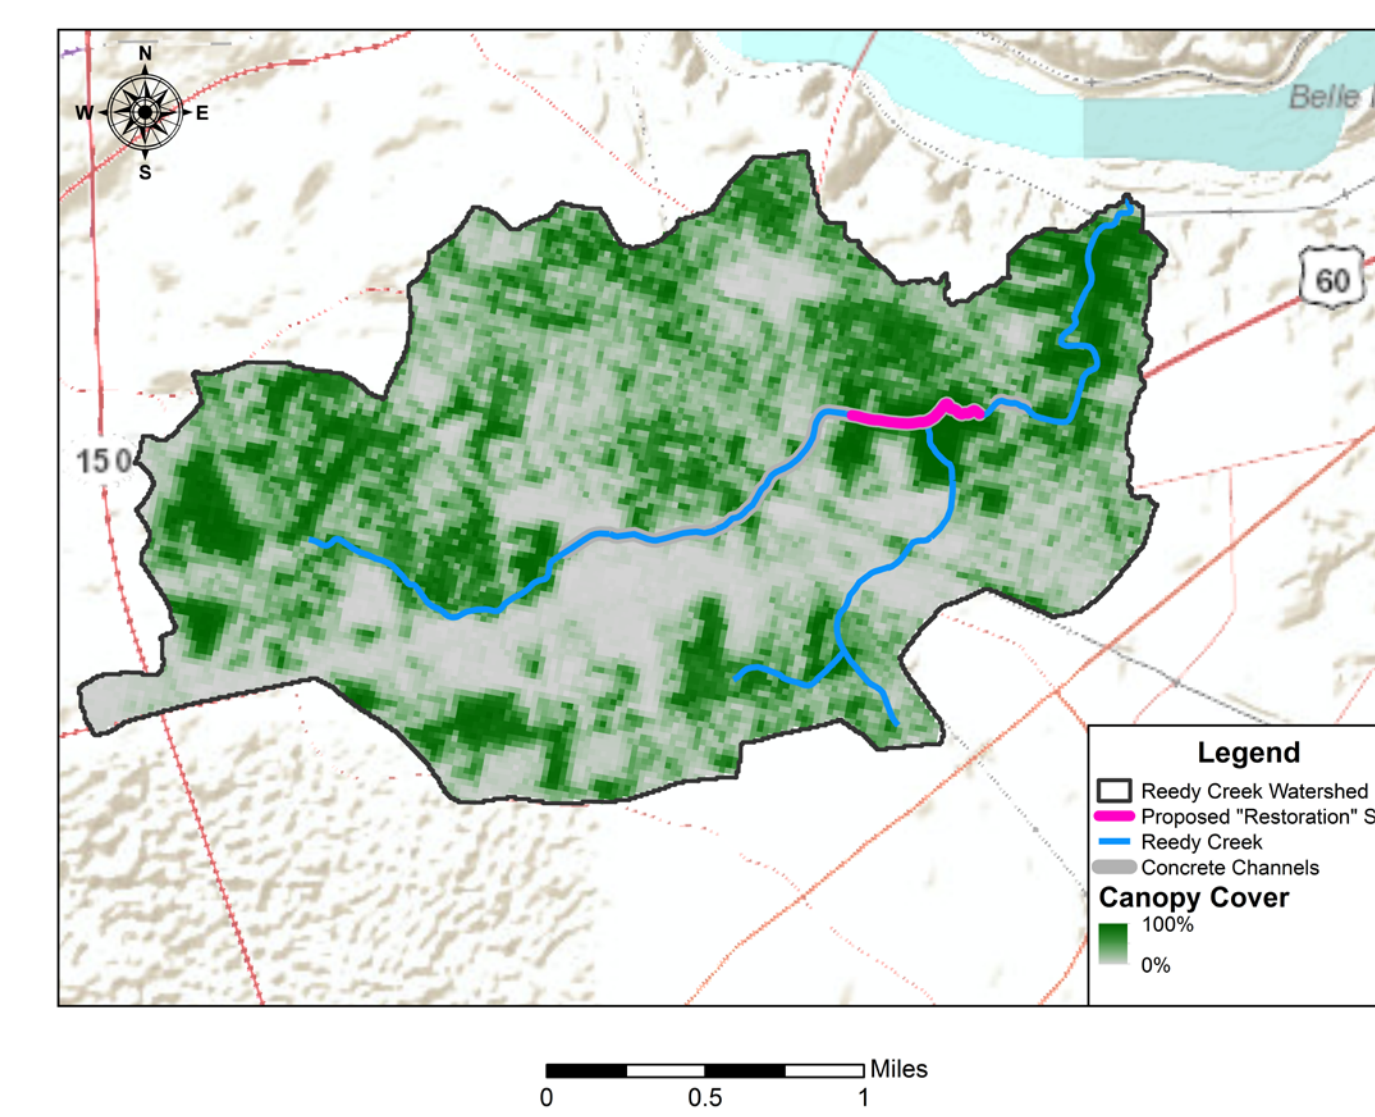 N
W E
S
Belle
60
150
Legend
Reedy Creek Watershed
Proposed "Restoration" S
Reedy Creek
Concrete Channels
Canopy Cover
100%
0%
Miles
0 0.5 1